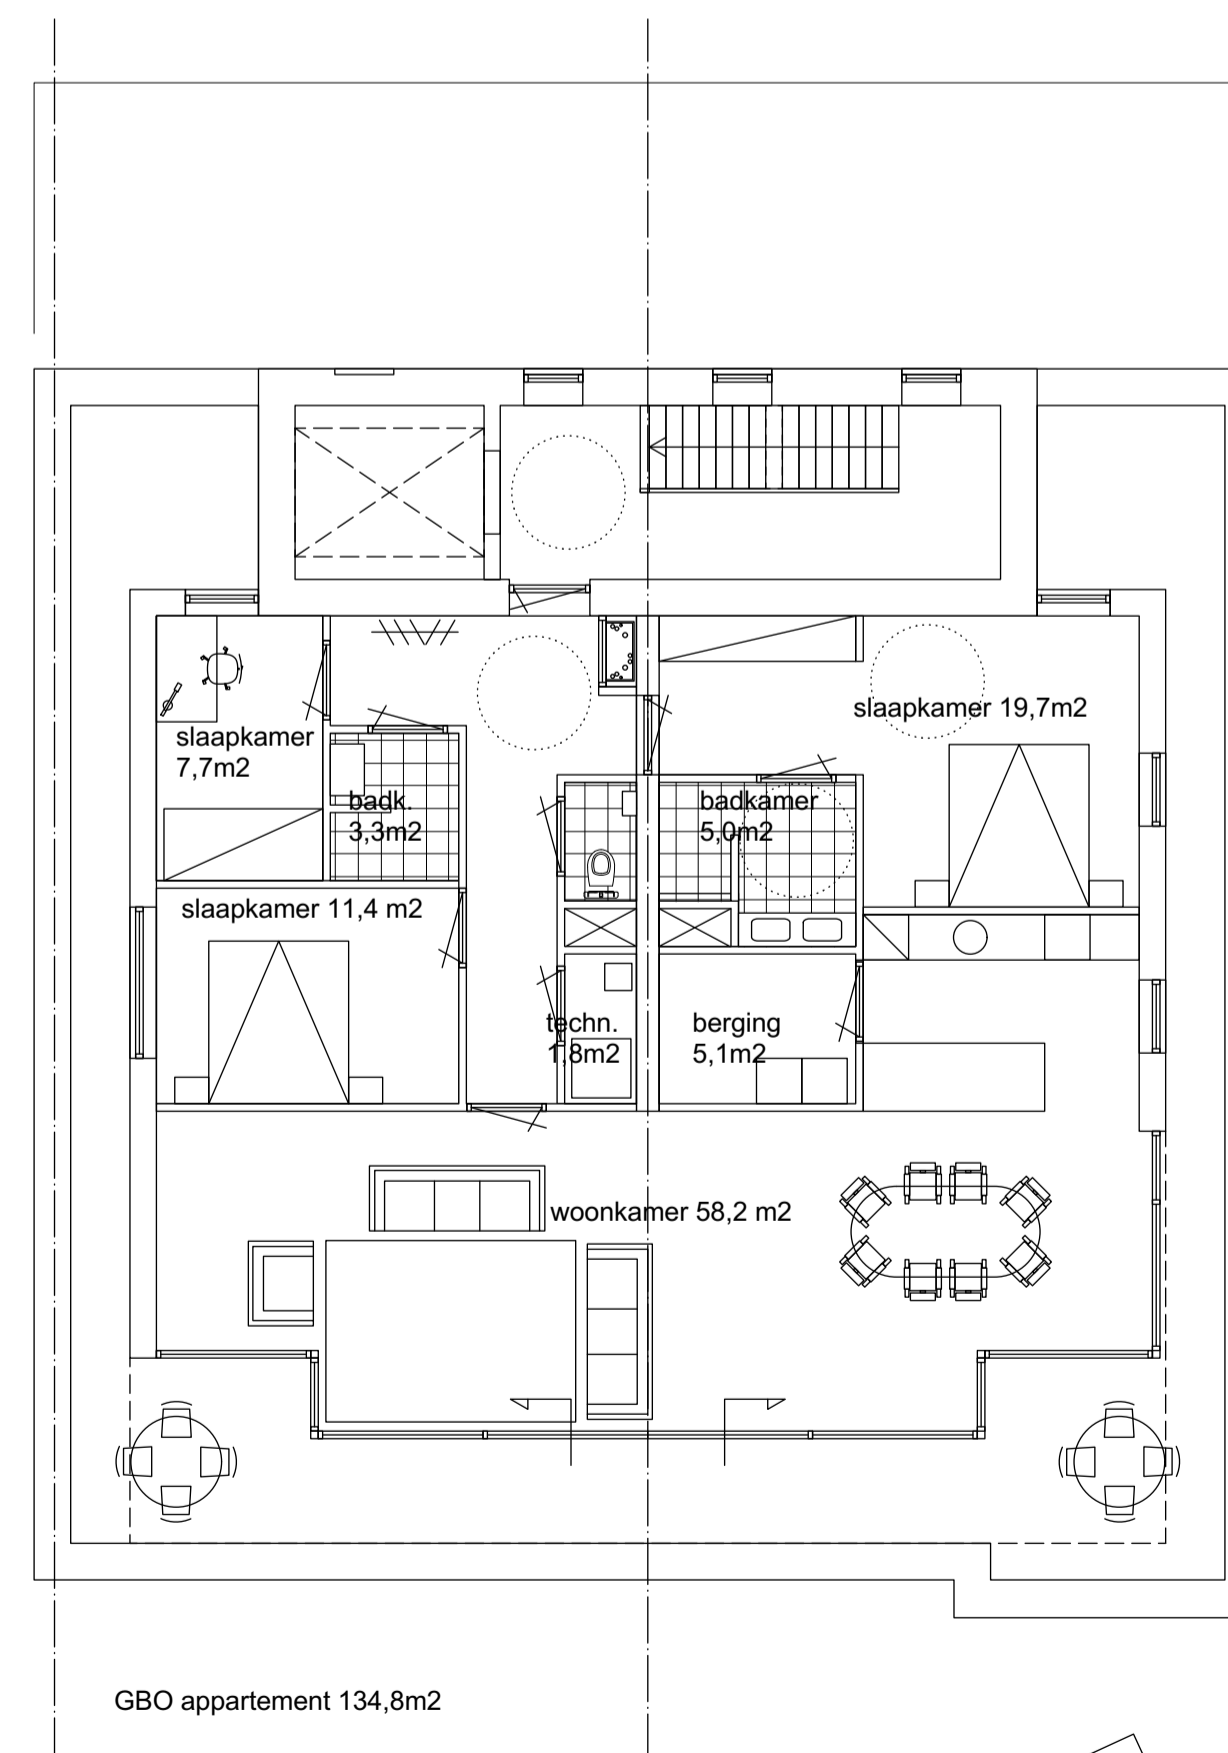 slaapkamer 19,7m2
slaapkamer
7,7m2
badk.
3,3m2
badkamer
5,0m2
slaapkamer 11,4 m2
techn.
1,8m2
berging
5,1m2
woonkamer 58,2 m2
GBO appartement 134,8m2